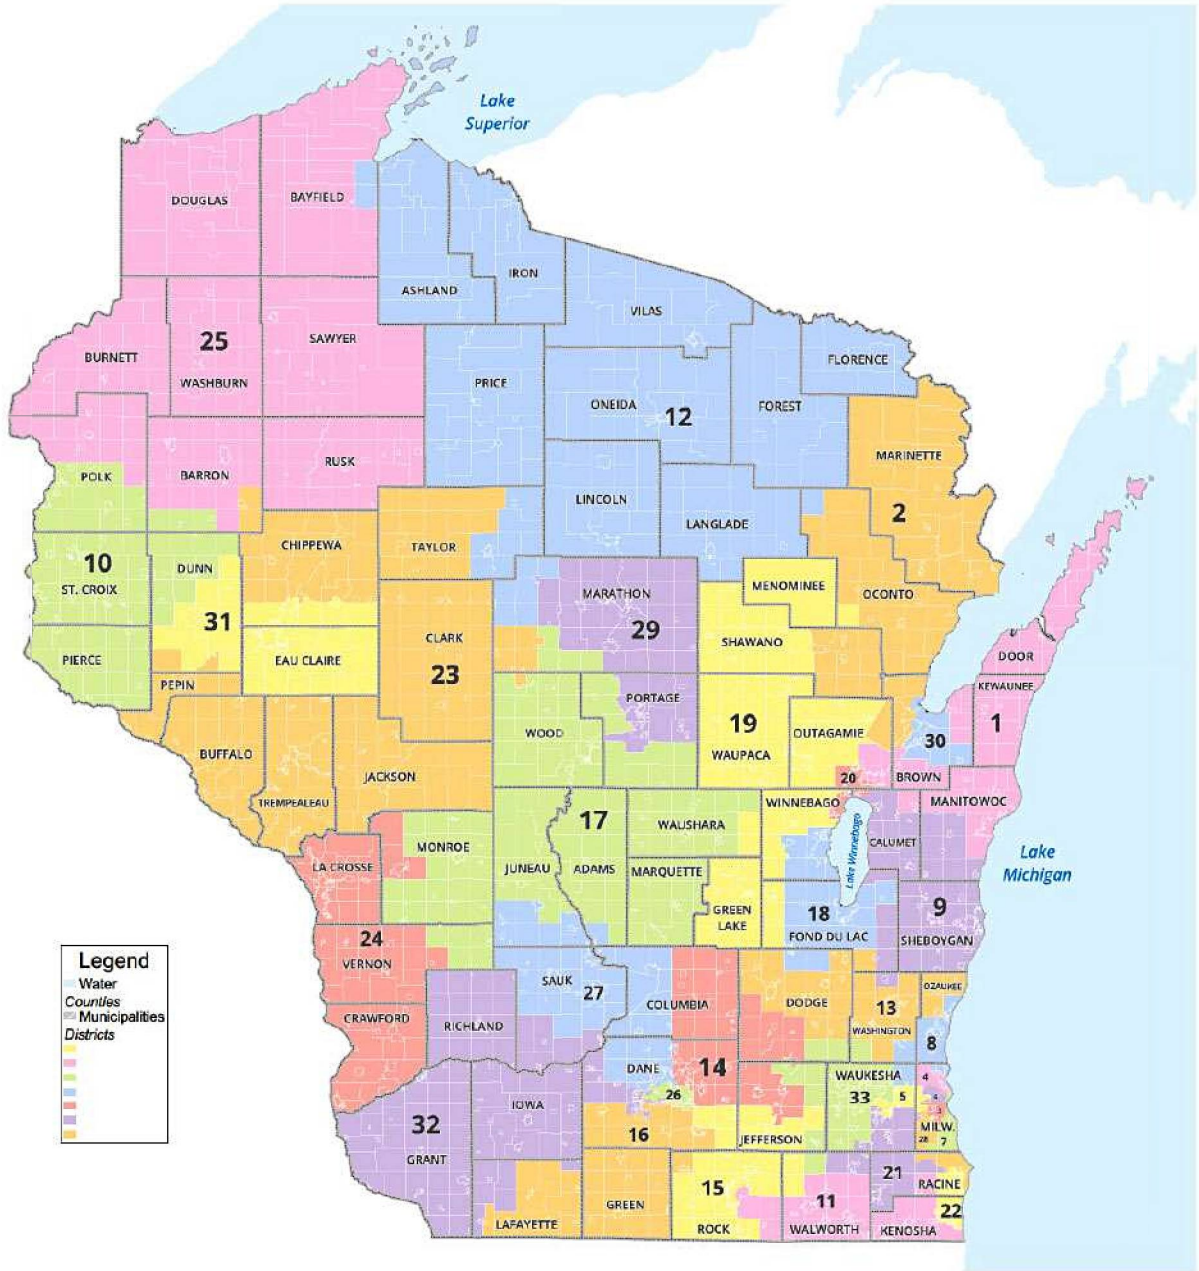 Lake
Superior
DOUGLAS
BAYFIELD
ASHLAND
IRON
VILAS
25
SAWYER
BURNETT
WASHBURN
PRICE
ONEIDA
12
FOREST
FLORENCE
MARINETTE
POLK
BARRON
RUSK
LINCOLN
LANGLADE
2
10
ST. CROIX
DUNN
CHIPPEWA
TAYLOR
MENOMINEE
OCONTO
MARATHON
29
31
EAU CLAIRE
CLARK
23
SHAWANO
PIERCE
PEPIN
DOOR
KEWAUNEE
1
PORTAGE
WOOD
19
WAUPACA
OUTAGAMIE
30
BROWN
20
BUFFALO
JACKSON
TREMPEALEAU
MANITOWOC
WINNEBAGO
17
WAUSHARA
MONROE
LA CROSSE
JUNEAU
ADAMS
MARQUETTE
Lake Winnebago
CALUMET
Lake
Michigan
GREEN
LAKE
18
FOND DU LAC
9
SHEBOYGAN
24
VERNON
SAUK
27
COLUMBIA
DODGE
13
WASHINGTON
OZAUKEE
CRAWFORD
RICHLAND
8
DANE
14
26
WAUKESHA
33
5
4
4
3
IOWA
16
JEFFERSON
MILW.
28
7
32
GRANT
LAFAYETTE
GREEN
15
ROCK
11
WALWORTH
21
RACINE
22
KENOSHA
Legend
Water
Counties
Municipalities
Districts